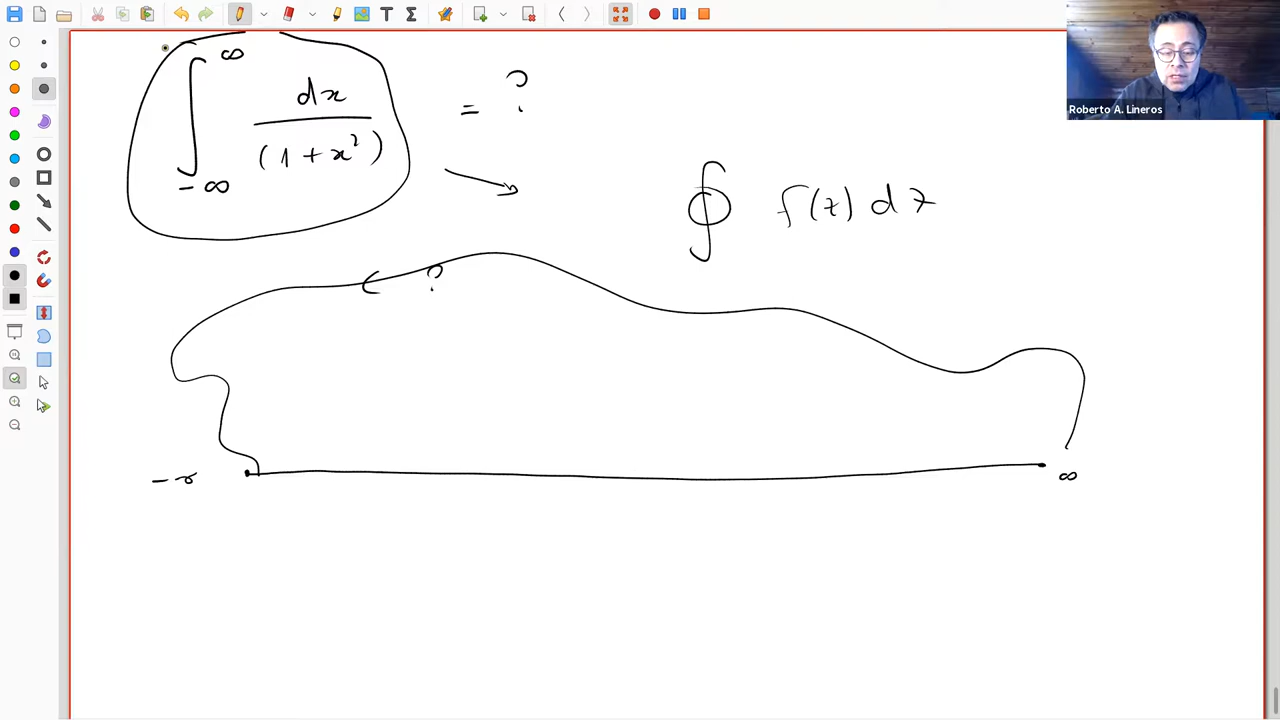 ∫_{-∞}^{∞} dx / (1 + x²) = ?
∮ f(z) dz
?
-∞ ∞
Roberto A. Lineros